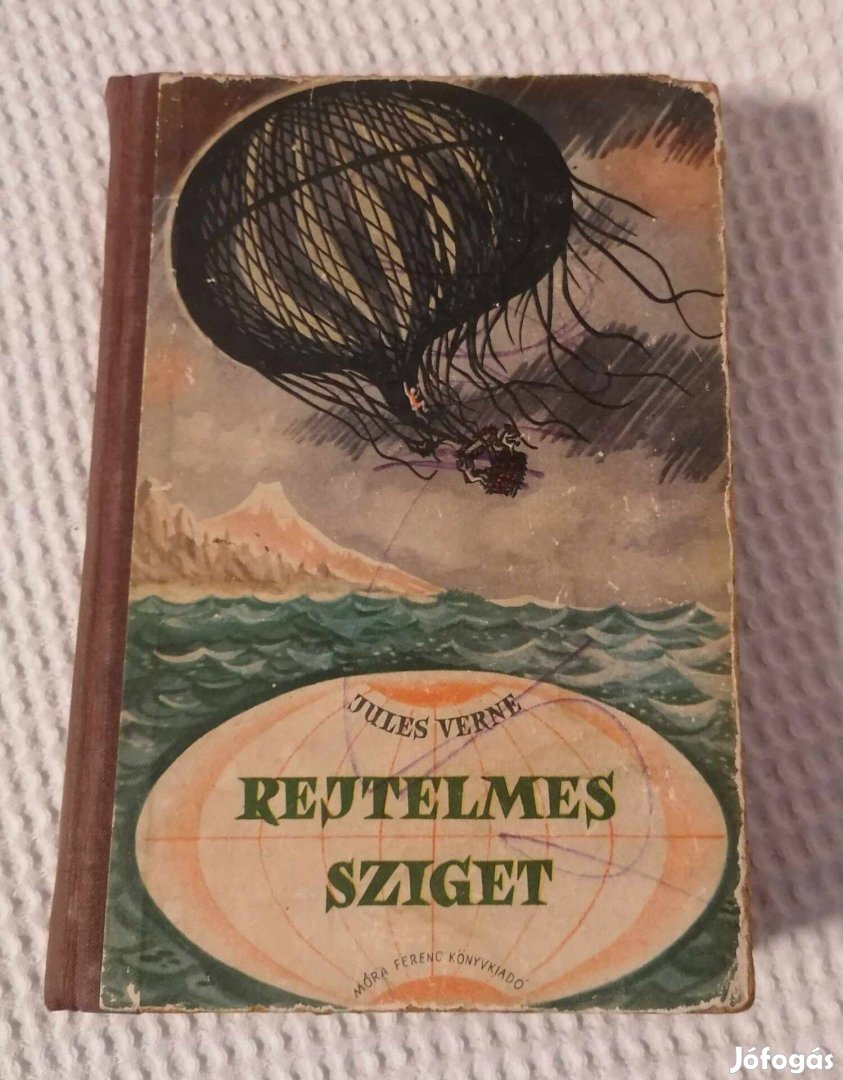 JULES VERNE
REJTELMES
SZIGET
MÓRA FERENC KÖNYVKIADÓ
Jófogás